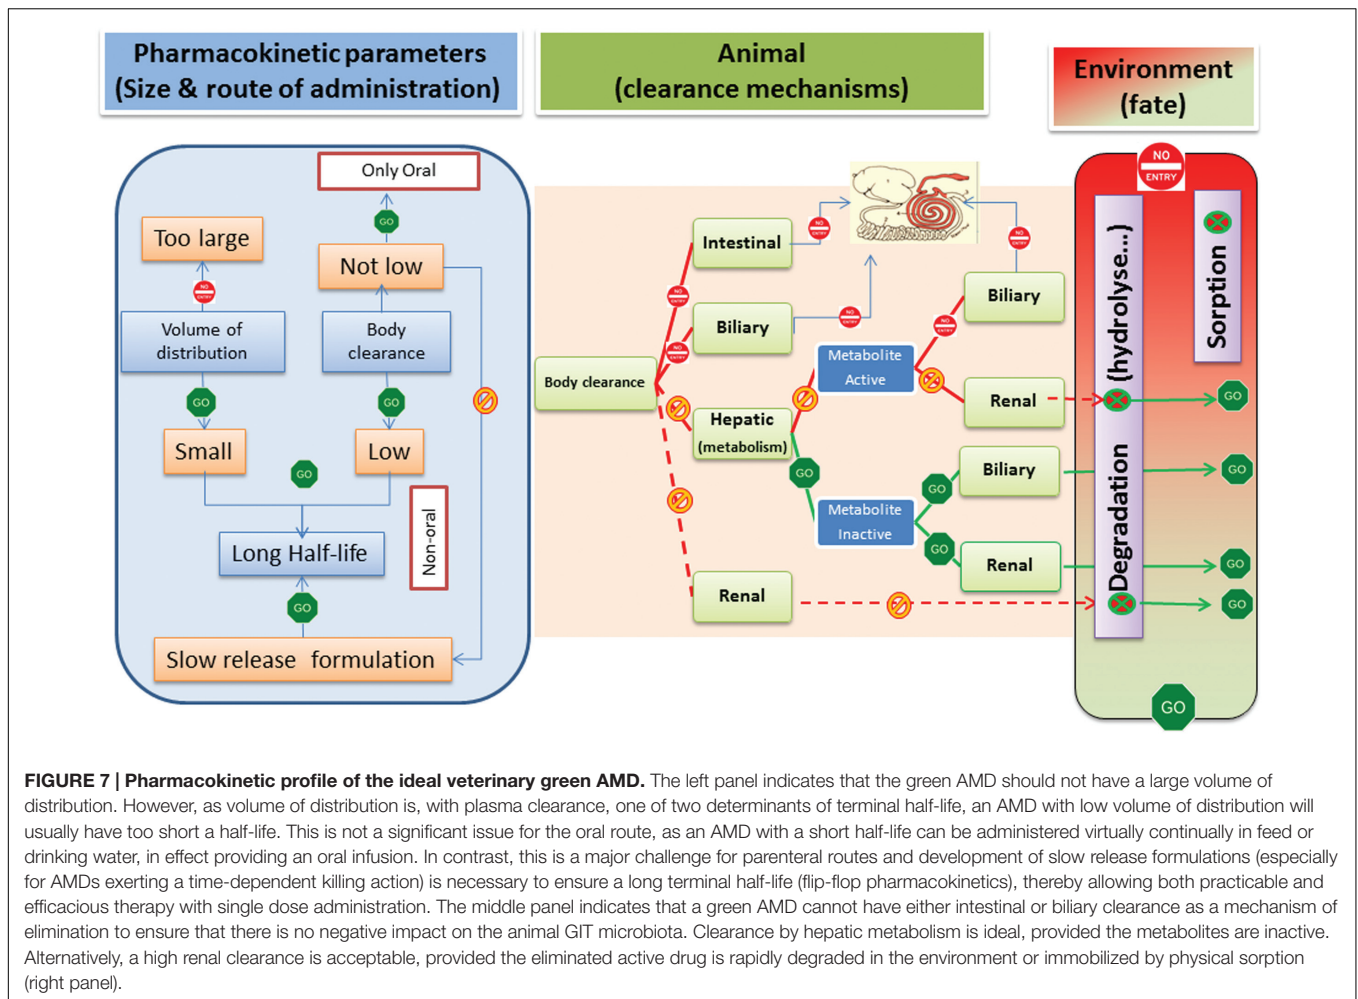 Pharmacokinetic parameters
(Size & route of administration)
Animal
(clearance mechanisms)
Environment
(fate)
Only Oral
GO
Too large
Not low
NO
ENTRY
Volume of
distribution
Body
clearance
GO
GO
Small
Low
GO
Non-oral
Long Half-life
GO
Slow release formulation
Intestinal
NO
ENTRY
NO
ENTRY
NO
ENTRY
Biliary
NO
ENTRY
NO
ENTRY
Biliary
NO
ENTRY
Body clearance
Metabolite
Active
Hepatic
(metabolism)
Renal
GO
Biliary
GO
Metabolite
Inactive
GO
Renal
Renal
NO
ENTRY
Degradation (hydrolyse...)
Sorption
GO
GO
GO
GO
GO
FIGURE 7 | Pharmacokinetic profile of the ideal veterinary green AMD. The left panel indicates that the green AMD should not have a large volume of
distribution. However, as volume of distribution is, with plasma clearance, one of two determinants of terminal half-life, an AMD with low volume of distribution will
usually have too short a half-life. This is not a significant issue for the oral route, as an AMD with a short half-life can be administered virtually continually in feed or
drinking water, in effect providing an oral infusion. In contrast, this is a major challenge for parenteral routes and development of slow release formulations (especially
for AMDs exerting a time-dependent killing action) is necessary to ensure a long terminal half-life (flip-flop pharmacokinetics), thereby allowing both practicable and
efficacious therapy with single dose administration. The middle panel indicates that a green AMD cannot have either intestinal or biliary clearance as a mechanism of
elimination to ensure that there is no negative impact on the animal GIT microbiota. Clearance by hepatic metabolism is ideal, provided the metabolites are inactive.
Alternatively, a high renal clearance is acceptable, provided the eliminated active drug is rapidly degraded in the environment or immobilized by physical sorption
(right panel).